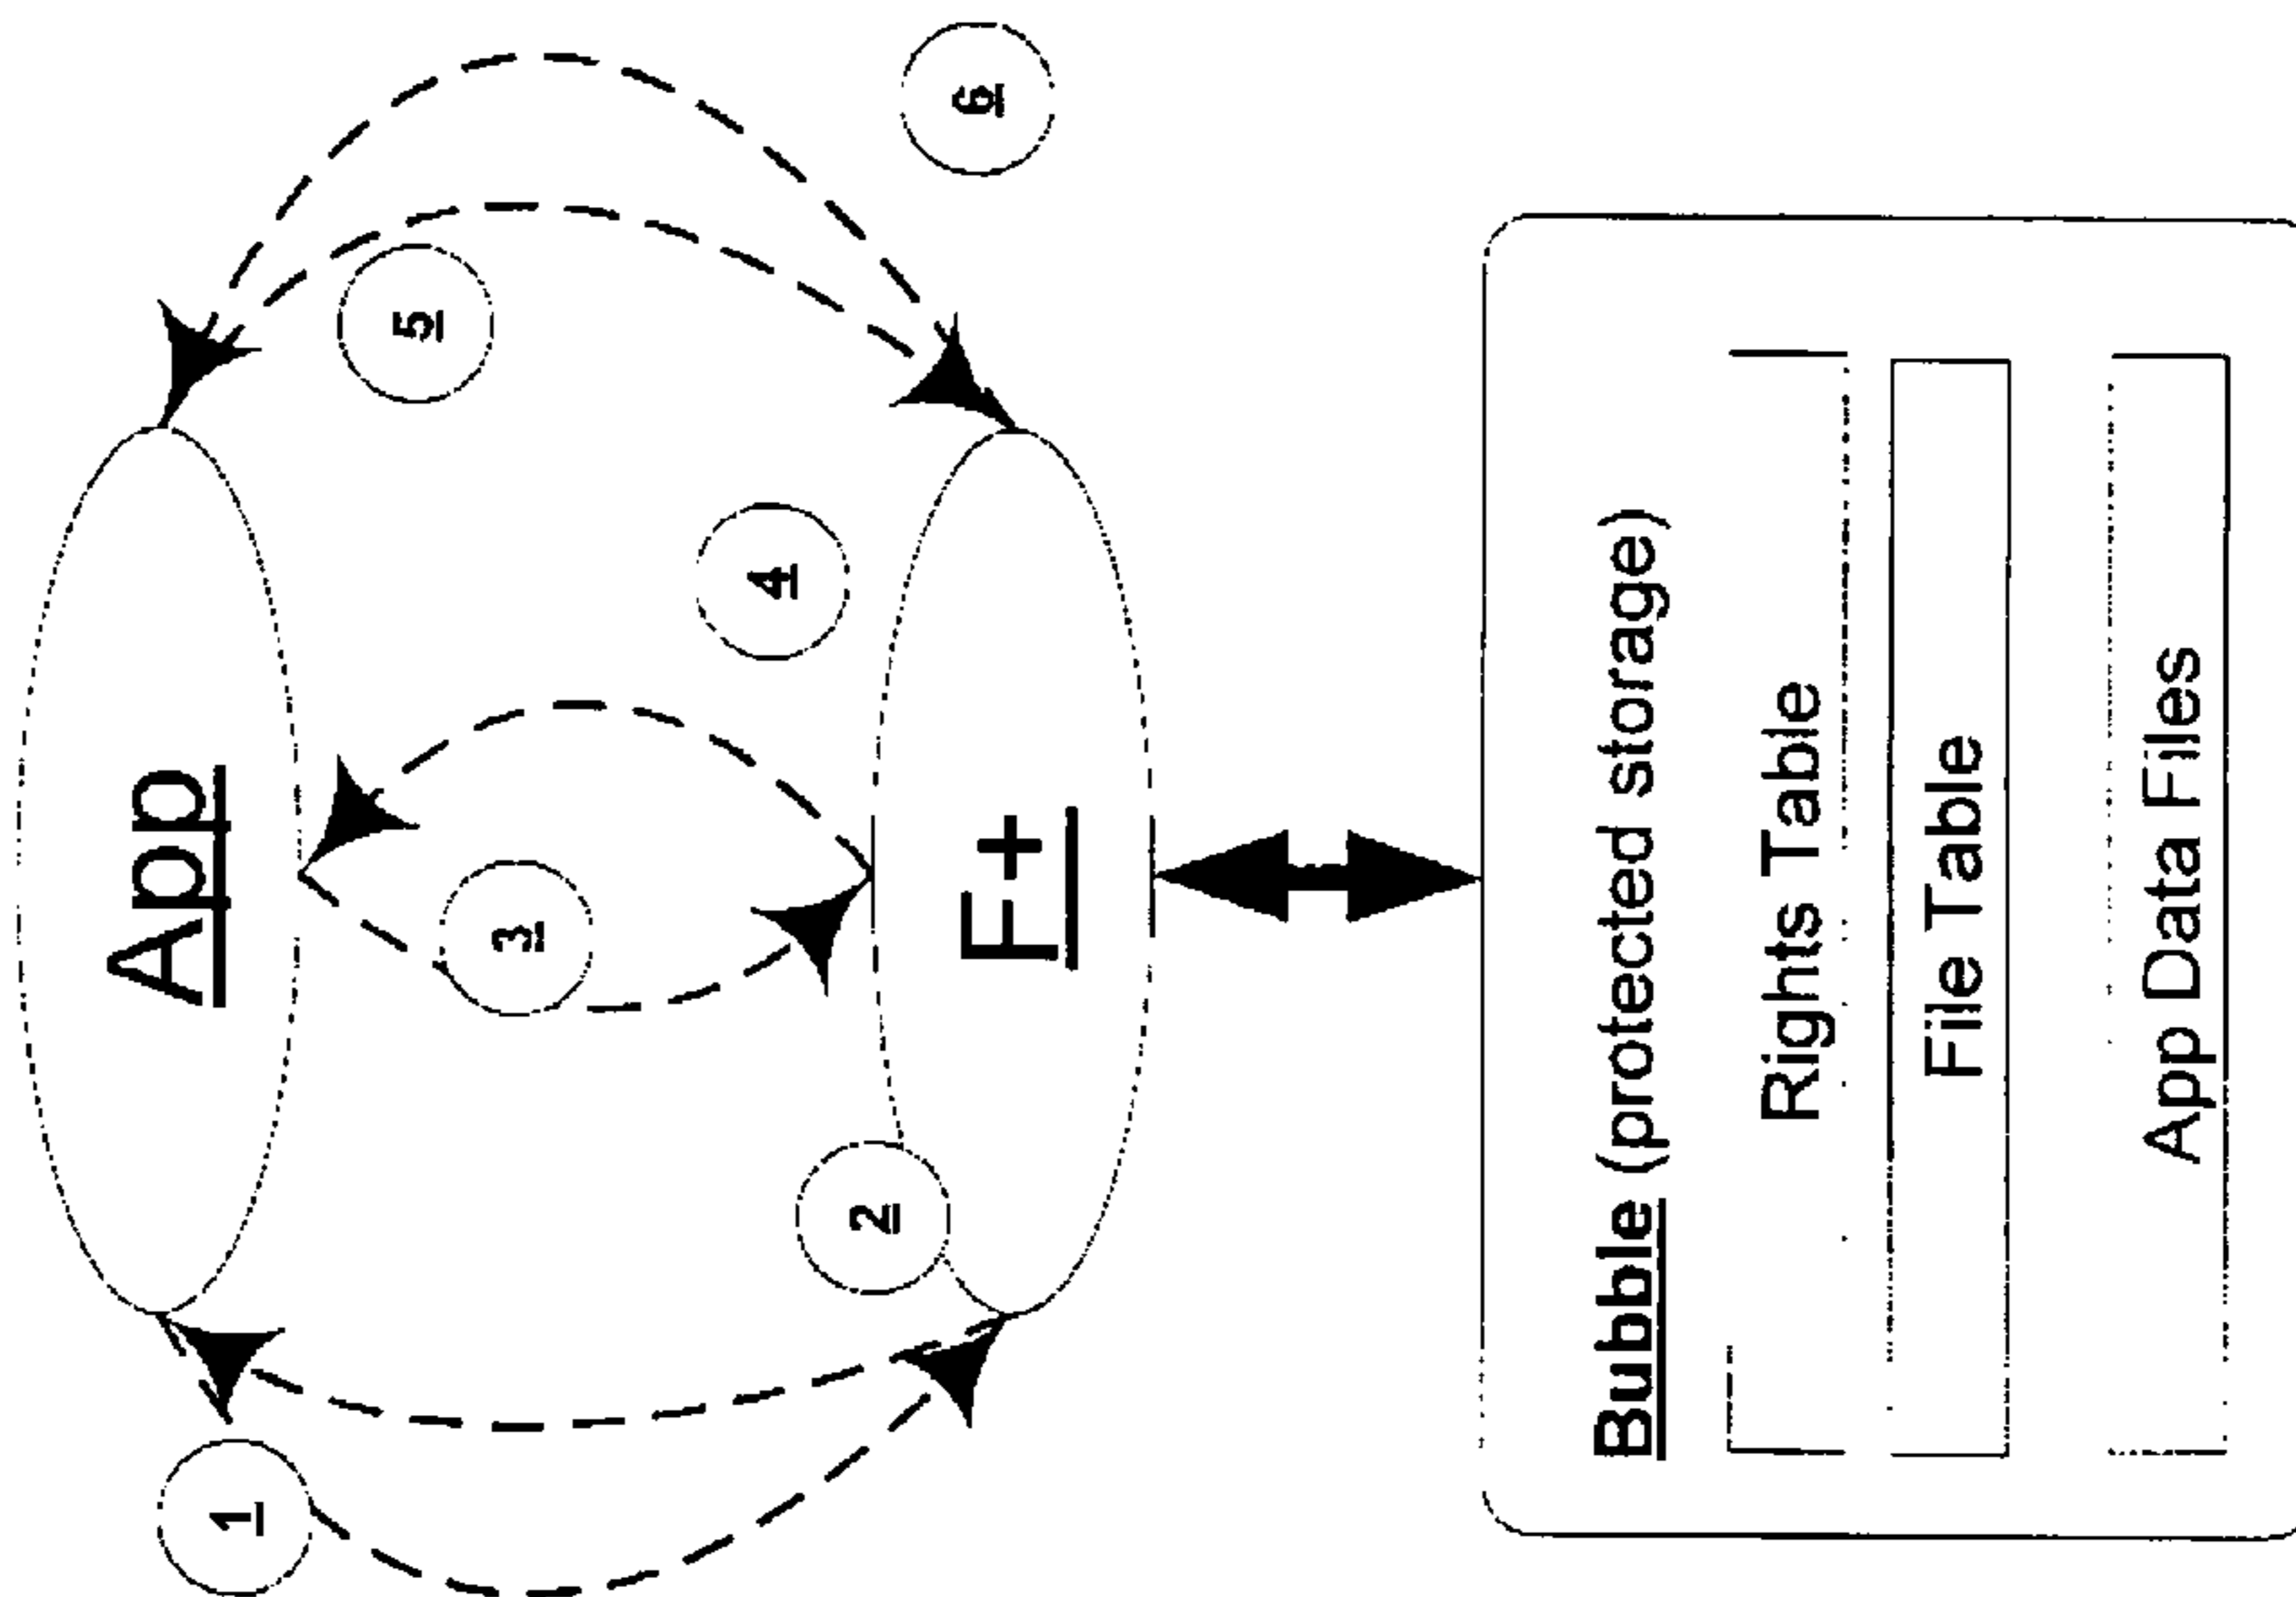 App
1
2
3
4
5
6
F+
Bubble (protected storage)
Rights Table
File Table
App Data Files